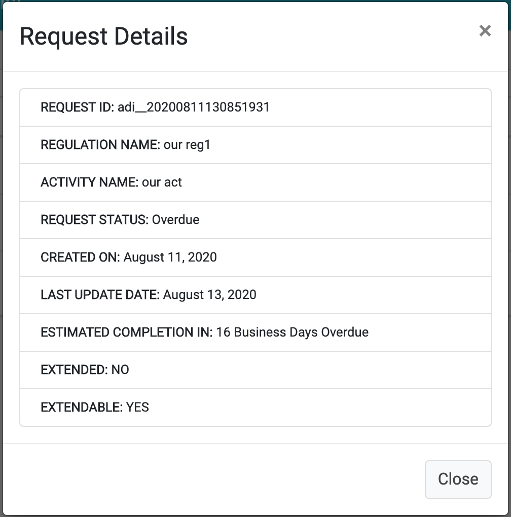 Request Details
×
REQUEST ID: adi__20200811130851931
REGULATION NAME: our reg1
ACTIVITY NAME: our act
REQUEST STATUS: Overdue
CREATED ON: August 11, 2020
LAST UPDATE DATE: August 13, 2020
ESTIMATED COMPLETION IN: 16 Business Days Overdue
EXTENDED: NO
EXTENDABLE: YES
Close